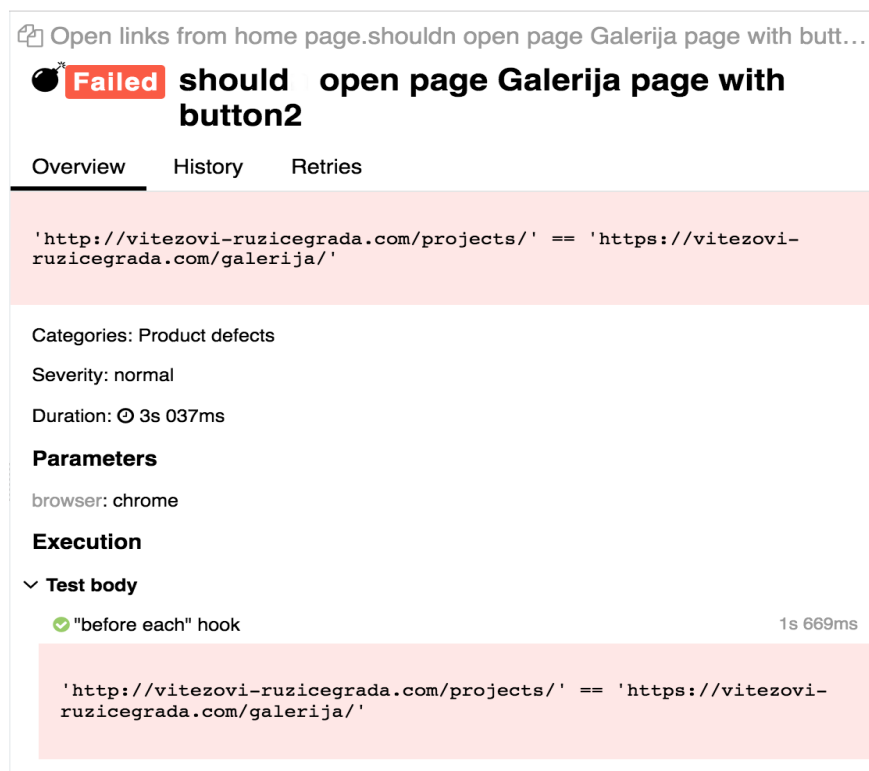 Open links from home page.shouldn open page Galerija page with butt...
Failed should open page Galerija page with
button2
Overview History Retries
'http://vitezovi-ruzicegrada.com/projects/' == 'https://vitezovi-
ruzicegrada.com/galerija/'
Categories: Product defects
Severity: normal
Duration: 3s 037ms
Parameters
browser: chrome
Execution
Test body
"before each" hook 1s 669ms
'http://vitezovi-ruzicegrada.com/projects/' == 'https://vitezovi-
ruzicegrada.com/galerija/'